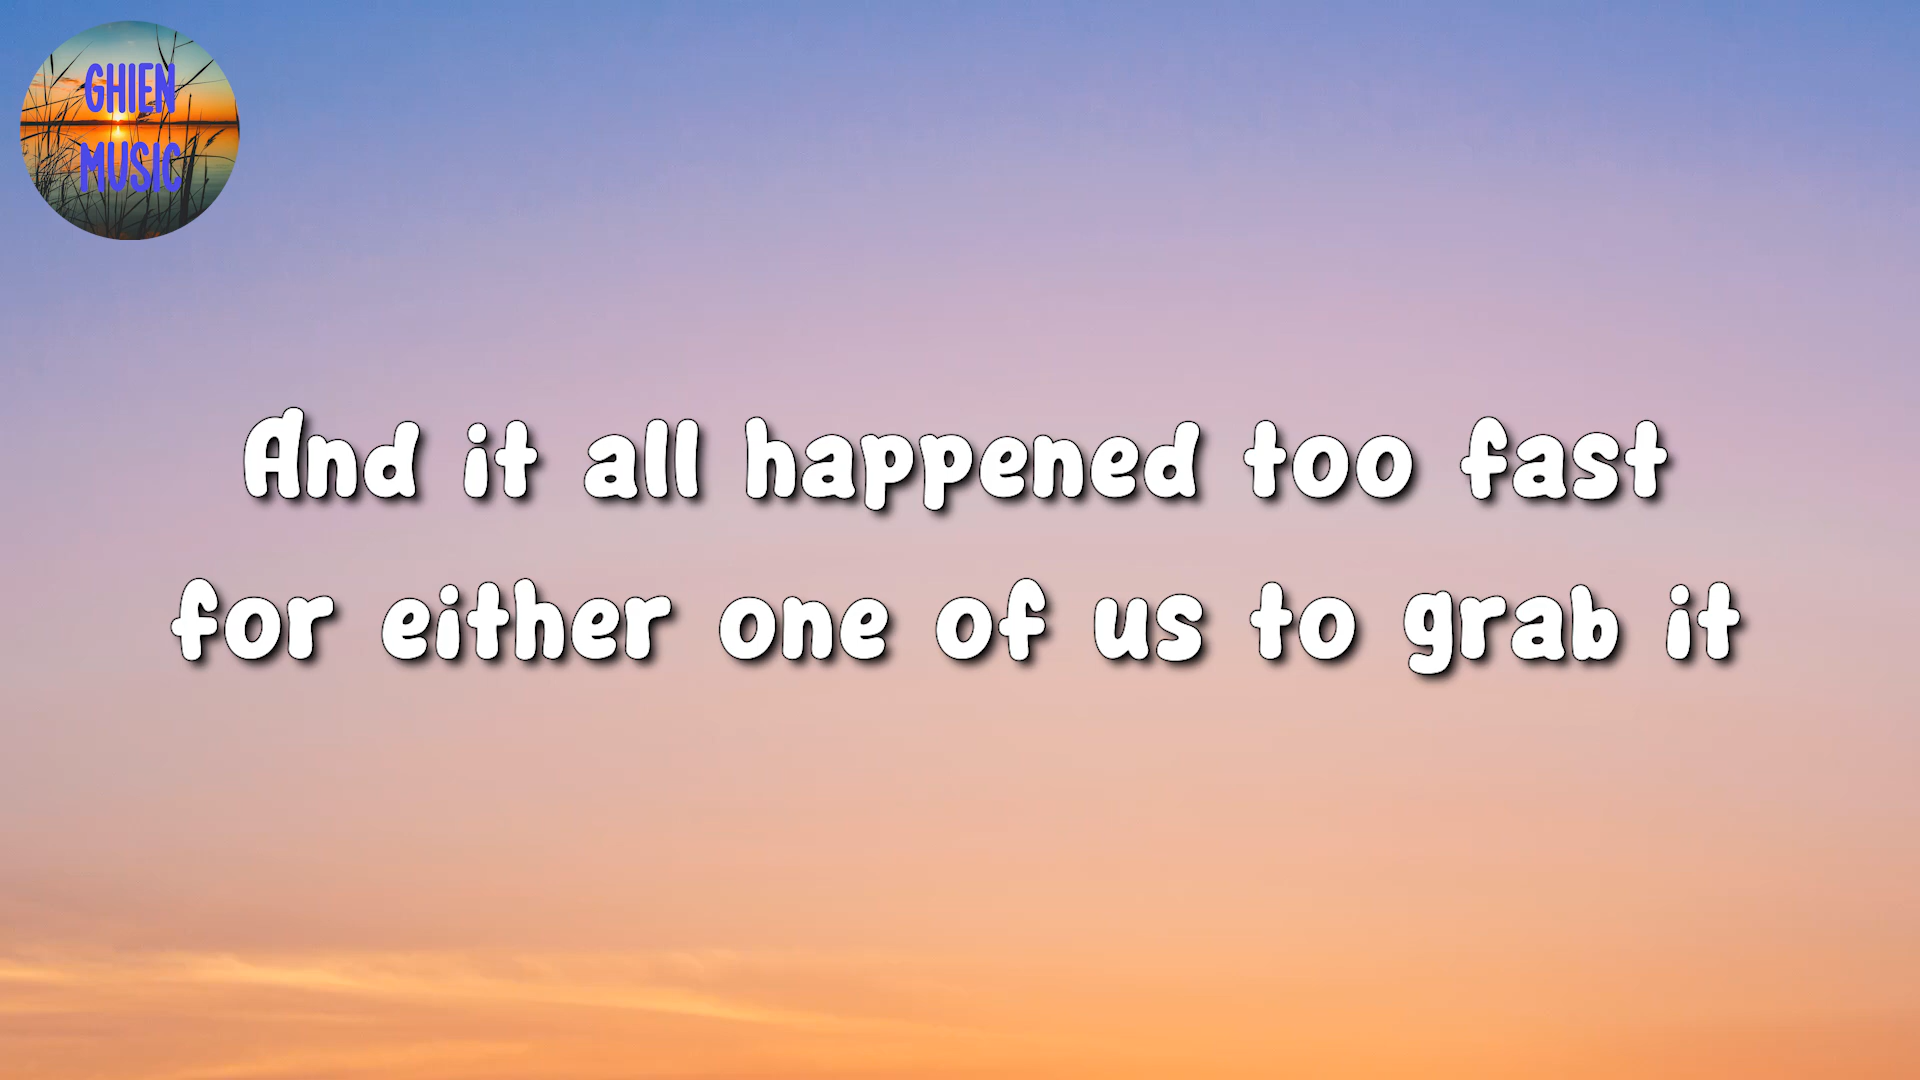 GHIEN
MUSIC
And it all happened too fast
for either one of us to grab it